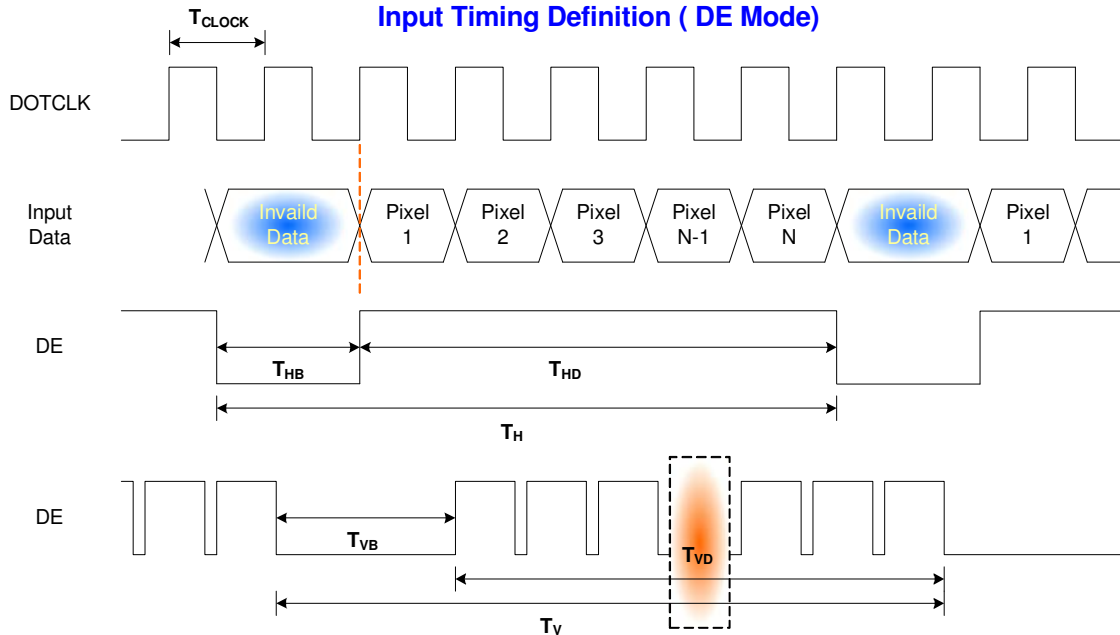 Input Timing Definition ( DE Mode)
TCLOCK
DOTCLK
Input
Data
Invaild
Data
Pixel
1
Pixel
2
Pixel
3
Pixel
N-1
Pixel
N
Invaild
Data
Pixel
1
DE
THB
THD
TH
DE
TVB
TVD
TV